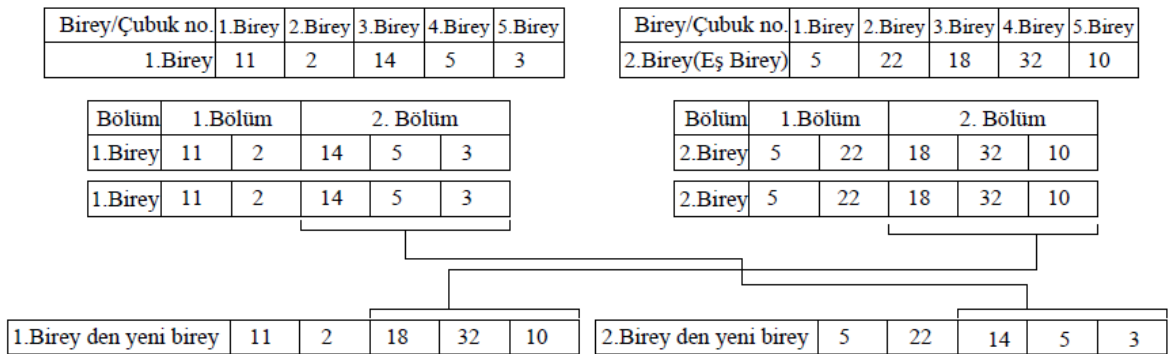 Birey/Çubuk no. 1.Birey 2.Birey 3.Birey 4.Birey 5.Birey
1.Birey 11 2 14 5 3
Birey/Çubuk no. 1.Birey 2.Birey 3.Birey 4.Birey 5.Birey
2.Birey(Eş Birey) 5 22 18 32 10
Bölüm 1.Bölüm 2. Bölüm
1.Birey 11 2 14 5 3
1.Birey 11 2 14 5 3
Bölüm 1.Bölüm 2. Bölüm
2.Birey 5 22 18 32 10
2.Birey 5 22 18 32 10
1.Birey den yeni birey 11 2 18 32 10
2.Birey den yeni birey 5 22 14 5 3